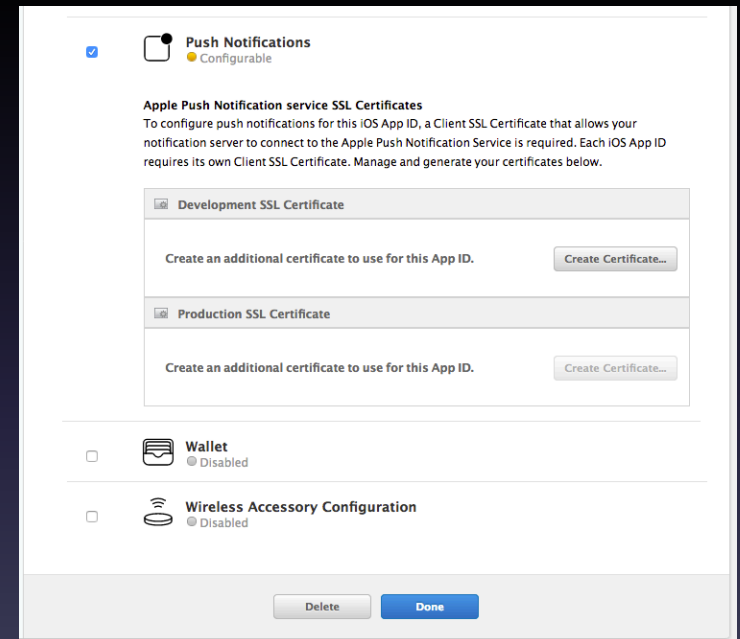 Push Notifications
Configurable
Apple Push Notification service SSL Certificates
To configure push notifications for this iOS App ID, a Client SSL Certificate that allows your
notification server to connect to the Apple Push Notification Service is required. Each iOS App ID
requires its own Client SSL Certificate. Manage and generate your certificates below.
Development SSL Certificate
Create an additional certificate to use for this App ID.
Create Certificate...
Production SSL Certificate
Create an additional certificate to use for this App ID.
Create Certificate...
Wallet
Disabled
Wireless Accessory Configuration
Disabled
Delete
Done